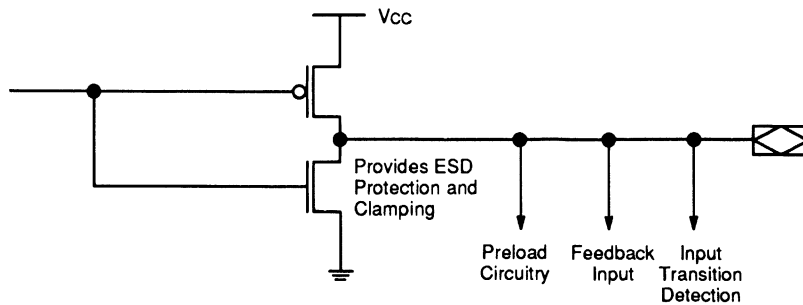 VCC
Provides ESD
Protection and
Clamping
Preload
Circuitry
Feedback
Input
Input
Transition
Detection